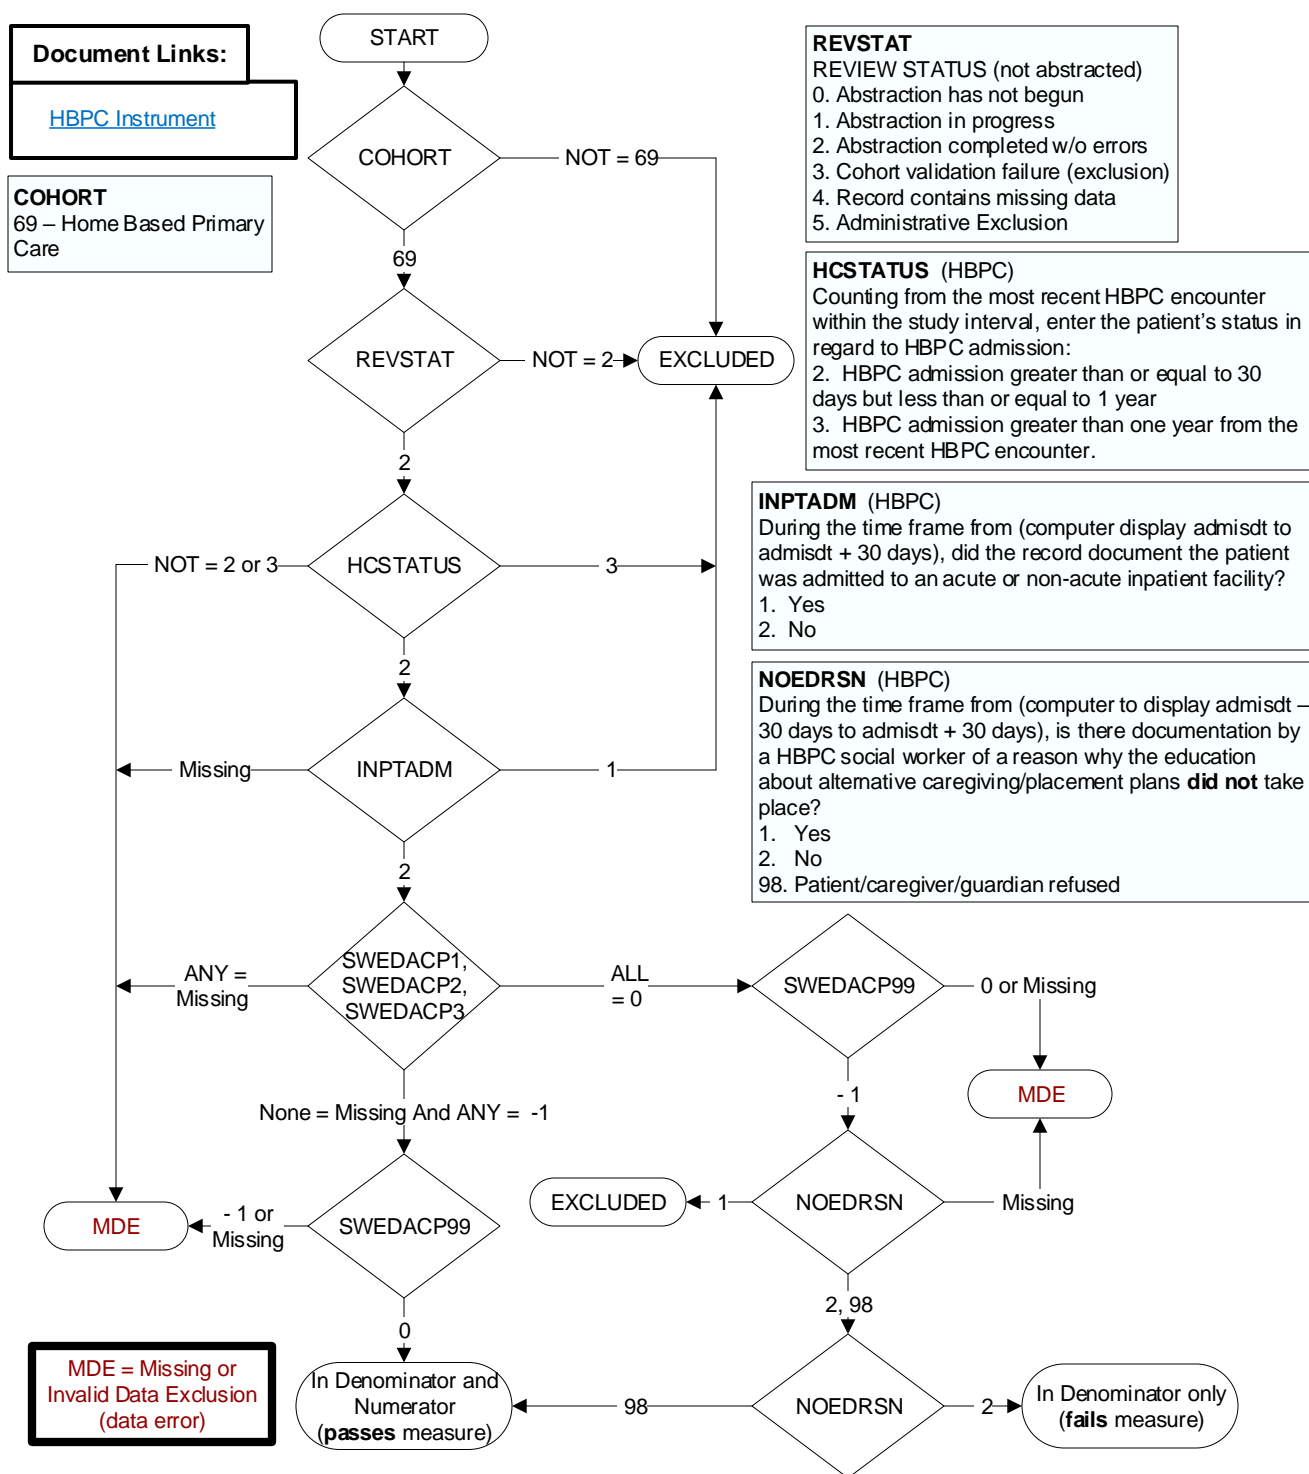 START
Document Links:
HBPC Instrument
COHORT
69 – Home Based Primary
Care
REVSTAT
REVIEW STATUS (not abstracted)
0. Abstraction has not begun
1. Abstraction in progress
2. Abstraction completed w/o errors
3. Cohort validation failure (exclusion)
4. Record contains missing data
5. Administrative Exclusion
HCSTATUS (HBPC)
Counting from the most recent HBPC encounter
within the study interval, enter the patient's status in
regard to HBPC admission:
2. HBPC admission greater than or equal to 30
days but less than or equal to 1 year
3. HBPC admission greater than one year from the
most recent HBPC encounter.
INPTADM (HBPC)
During the time frame from (computer display admisdt to
admisdt + 30 days), did the record document the patient
was admitted to an acute or non-acute inpatient facility?
1. Yes
2. No
NOEDRSN (HBPC)
During the time frame from (computer to display admisdt –
30 days to admisdt + 30 days), is there documentation by
a HBPC social worker of a reason why the education
about alternative caregiving/placement plans did not take
place?
1. Yes
2. No
98. Patient/caregiver/guardian refused
COHORT
NOT = 69
69
REVSTAT
NOT = 2
EXCLUDED
2
NOT = 2 or 3
HCSTATUS
3
2
Missing
INPTADM
1
2
ANY =
Missing
SWEDACP1,
SWEDACP2,
SWEDACP3
ALL
= 0
SWEDACP99
0 or Missing
MDE
- 1
None = Missing And ANY = -1
EXCLUDED
1
NOEDRSN
Missing
MDE
- 1 or
Missing
SWEDACP99
0
2, 98
MDE = Missing or
Invalid Data Exclusion
(data error)
In Denominator and
Numerator
(passes measure)
98
NOEDRSN
2
In Denominator only
(fails measure)